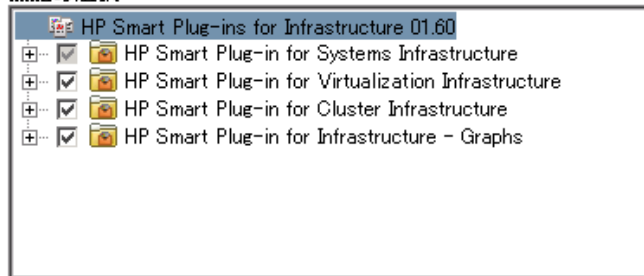 HP Smart Plug-ins for Infrastructure 01.60
HP Smart Plug-in for Systems Infrastructure
HP Smart Plug-in for Virtualization Infrastructure
HP Smart Plug-in for Cluster Infrastructure
HP Smart Plug-in for Infrastructure - Graphs